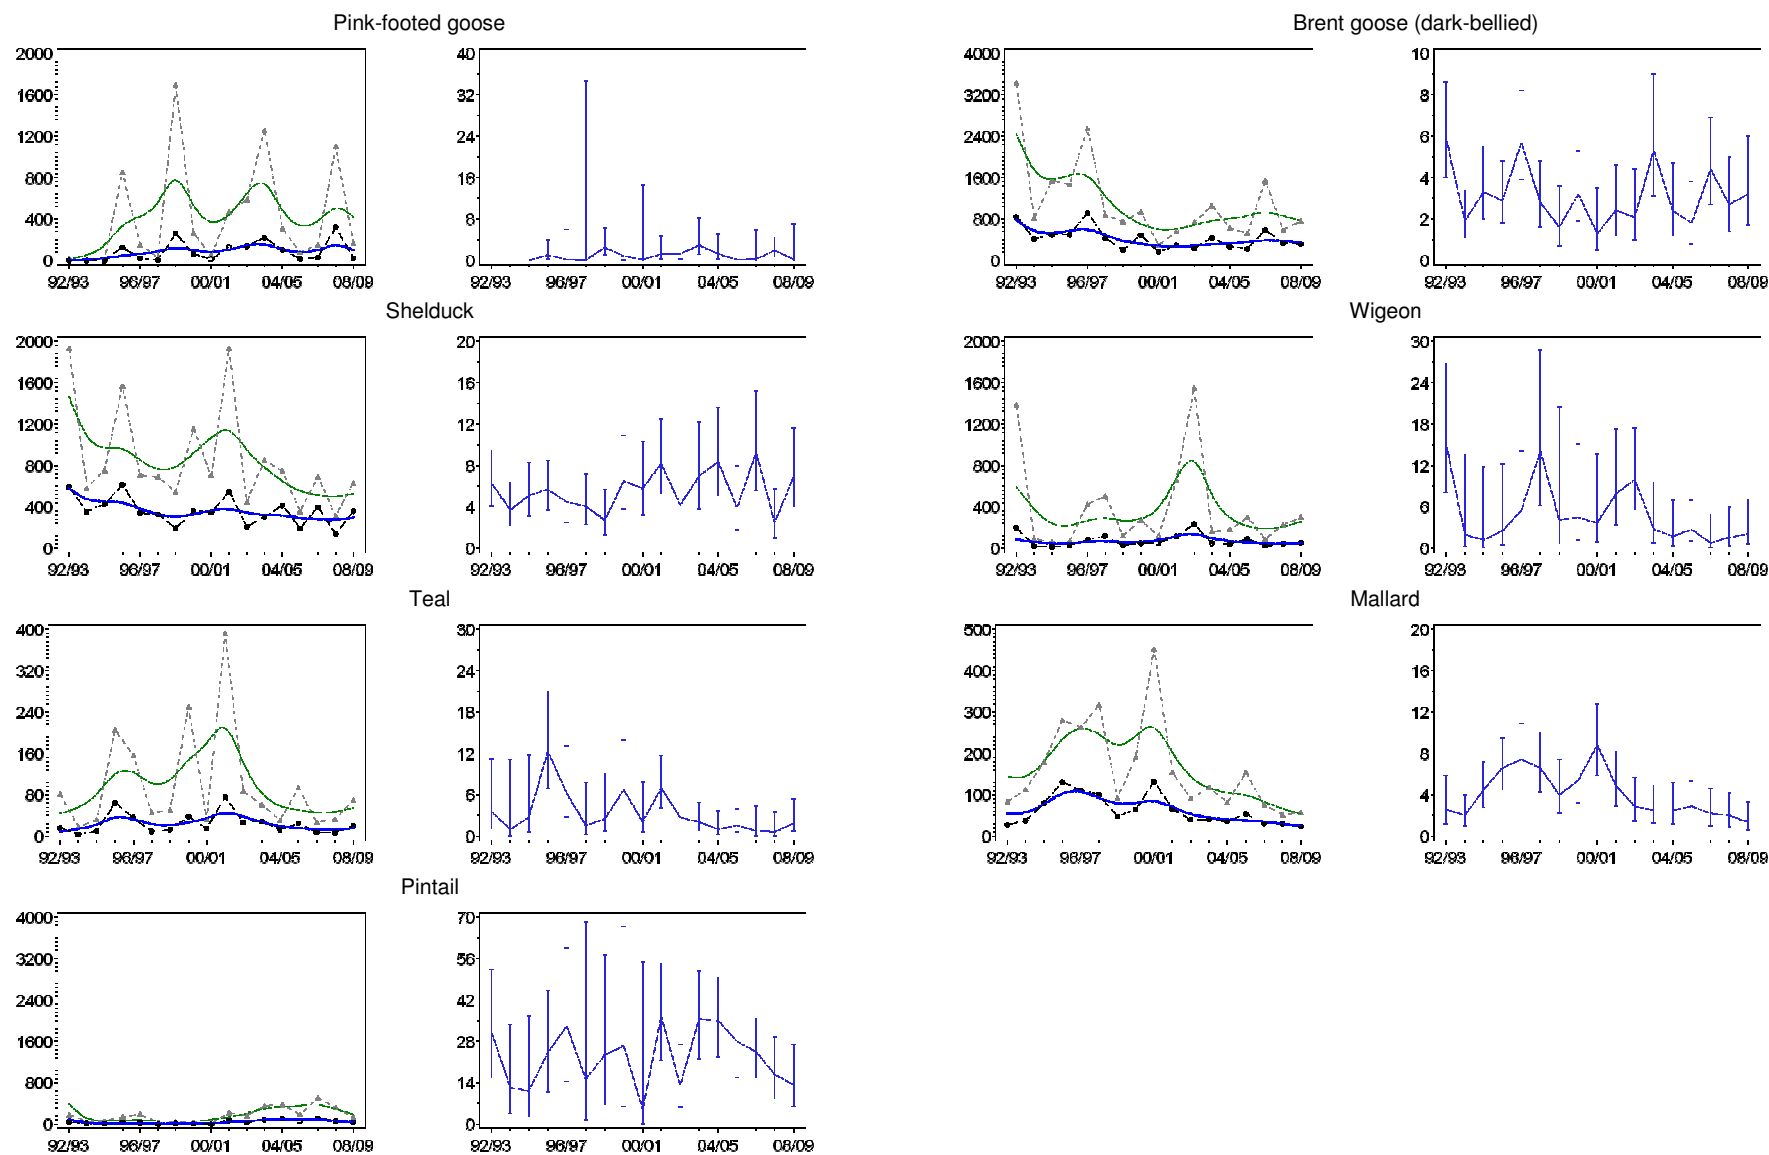 Pink-footed goose
Brent goose (dark-bellied)
2000 1600 1200 800 400 0
40 32 24 16 8 0
4000 3200 2400 1600 800 0
10 8 6 4 2 0
92/93 96/97 00/01 04/05 08/09
92/93 96/97 00/01 04/05 08/09
92/93 96/97 00/01 04/05 08/09
92/93 96/97 00/01 04/05 08/09
Shelduck
Wigeon
2000 1600 1200 800 400 0
20 16 12 8 4 0
2000 1600 1200 800 400 0
30 24 18 12 6 0
92/93 96/97 00/01 04/05 08/09
92/93 96/97 00/01 04/05 08/09
92/93 96/97 00/01 04/05 08/09
92/93 96/97 00/01 04/05 08/09
Teal
Mallard
400 320 240 160 80 0
30 24 18 12 6 0
500 400 300 200 100 0
20 16 12 8 4 0
92/93 96/97 00/01 04/05 08/09
92/93 96/97 00/01 04/05 08/09
92/93 96/97 00/01 04/05 08/09
92/93 96/97 00/01 04/05 08/09
Pintail
4000 3200 2400 1600 800 0
70 56 42 28 14 0
92/93 96/97 00/01 04/05 08/09
92/93 96/97 00/01 04/05 08/09